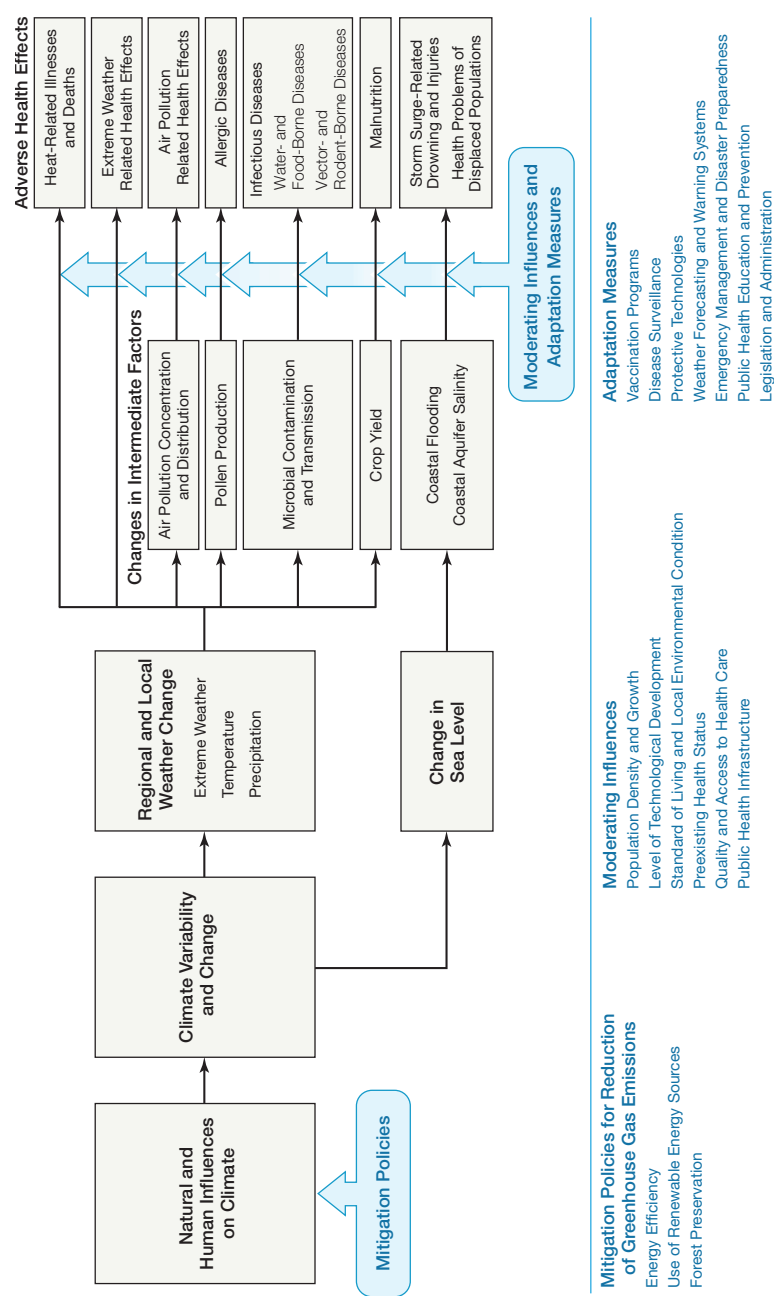 Natural and
Human Influences
on Climate
Mitigation Policies
Climate Variability
and Change
Regional and Local
Weather Change
Extreme Weather
Temperature
Precipitation
Change in
Sea Level
Changes in Intermediate Factors
Air Pollution Concentration
and Distribution
Pollen Production
Microbial Contamination
and Transmission
Crop Yield
Coastal Flooding
Coastal Aquifer Salinity
Moderating Influences and
Adaptation Measures
Adverse Health Effects
Heat-Related Illnesses
and Deaths
Extreme Weather
Related Health Effects
Air Pollution
Related Health Effects
Allergic Diseases
Infectious Diseases
Water- and
Food-Borne Diseases
Vector- and
Rodent-Borne Diseases
Malnutrition
Storm Surge-Related
Drowning and Injuries
Health Problems of
Displaced Populations
Mitigation Policies for Reduction
of Greenhouse Gas Emissions
Energy Efficiency
Use of Renewable Energy Sources
Forest Preservation
Moderating Influences
Population Density and Growth
Level of Technological Development
Standard of Living and Local Environmental Condition
Preexisting Health Status
Quality and Access to Health Care
Public Health Infrastructure
Adaptation Measures
Vaccination Programs
Disease Surveillance
Protective Technologies
Weather Forecasting and Warning Systems
Emergency Management and Disaster Preparedness
Public Health Education and Prevention
Legislation and Administration